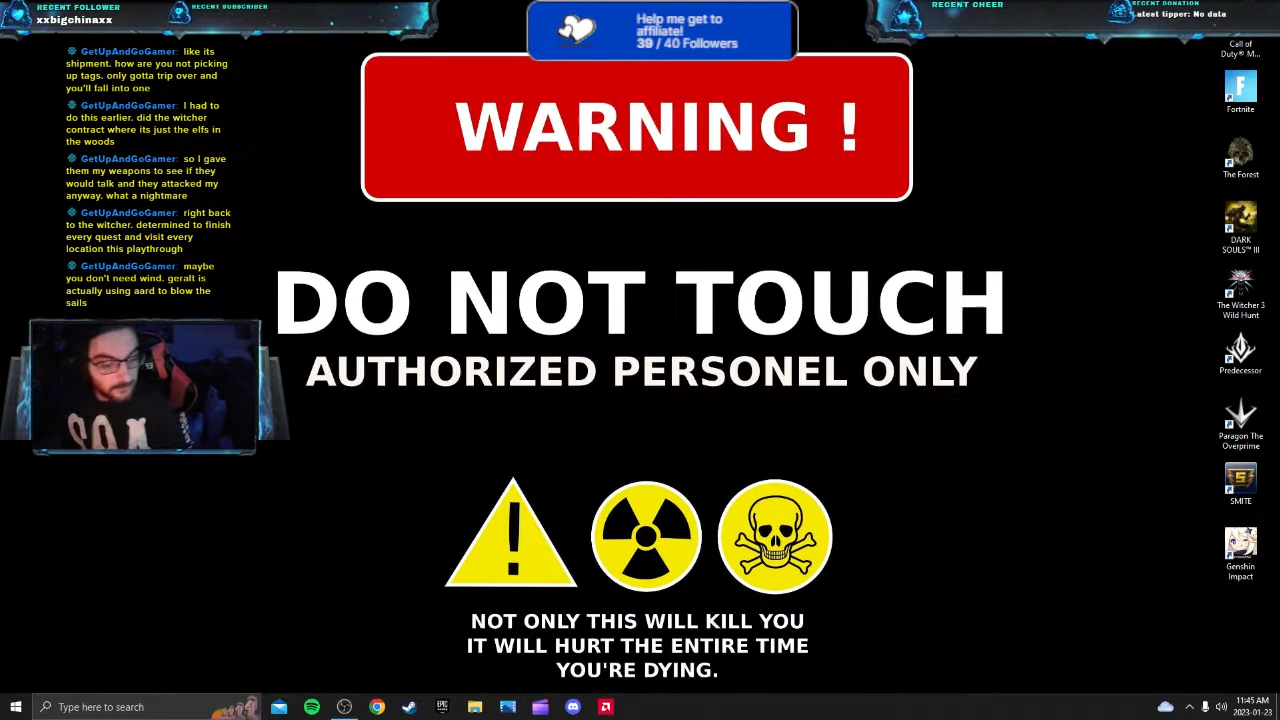 RECENT FOLLOWER
xxbigchinaxx
RECENT SUBSCRIBER
Help me get to
affiliate!
39 / 40 Followers
RECENT CHEER
RECENT DONATION
Latest tipper: No data
GetUpAndGoGamer: like its
shipment. how are you not picking
up tags. only gotta trip over and
you'll fall into one
GetUpAndGoGamer: I had to
do this earlier. did the witcher
contract where its just the elfs in
the woods
GetUpAndGoGamer: so I gave
them my weapons to see if they
would talk and they attacked my
anyway. what a nightmare
GetUpAndGoGamer: right back
to the witcher. determined to finish
every quest and visit every
location this playthrough
GetUpAndGoGamer: maybe
you don't need wind. geralt is
actually using aard to blow the
sails
WARNING !
DO NOT TOUCH
AUTHORIZED PERSONEL ONLY
NOT ONLY THIS WILL KILL YOU
IT WILL HURT THE ENTIRE TIME
YOU'RE DYING.
Call of
Duty® M...
Fortnite
The Forest
DARK
SOULS™ III
The Witcher 3
Wild Hunt
Predecessor
Paragon The
Overprime
SMITE
Genshin
Impact
Type here to search
EPIC
GAMES
11:45 AM
2023-01-23